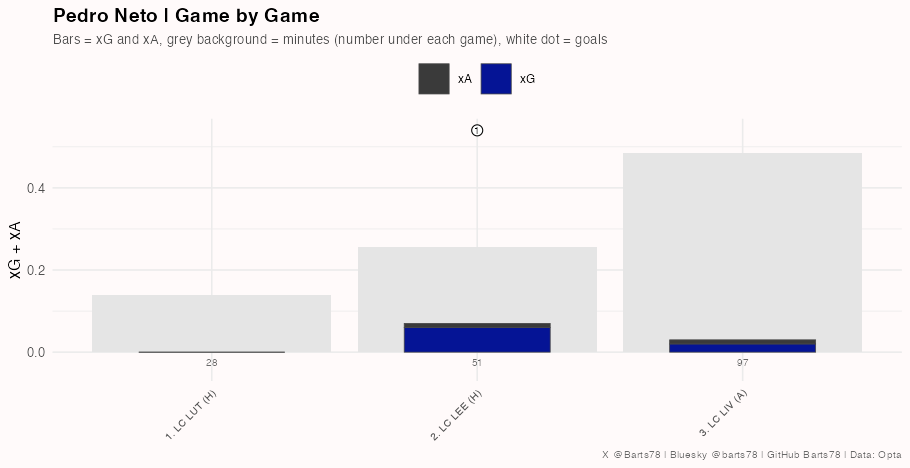 Pedro Neto | Game by Game
Bars = xG and xA, grey background = minutes (number under each game), white dot = goals
xA xG
1
xG + xA
0.4
0.2
0.0
28 51 97
1. LC LUT (H) 2. LC LEE (H) 3. LC LIV (A)
X @Barts78 | Bluesky @barts78 | GitHub Barts78 | Data: Opta